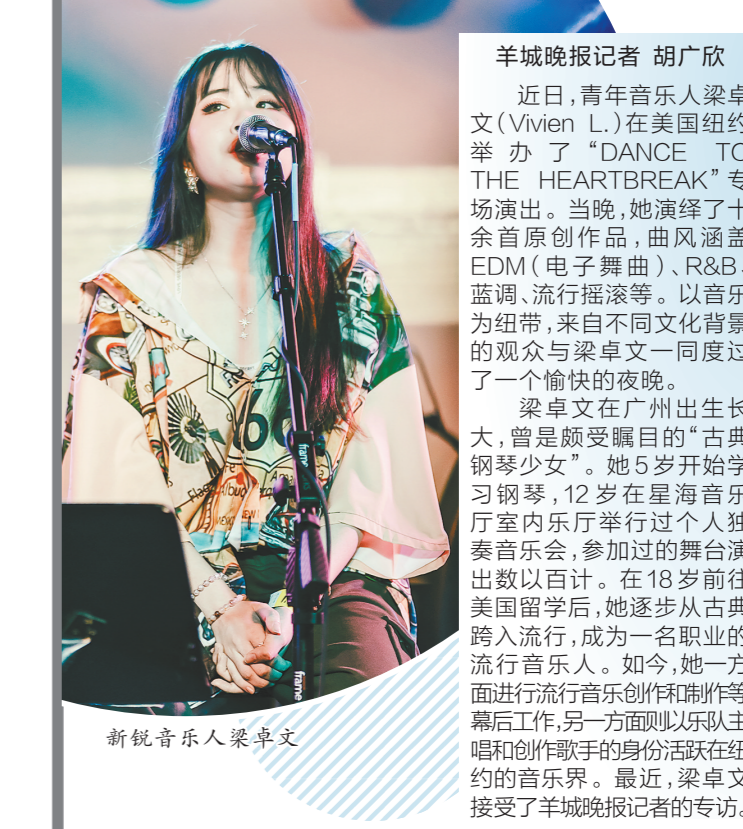 羊城晚报记者 胡广欣
近日,青年音乐人梁卓
文(Vivien L.)在美国纽约
举办了“DANCE TO
THE HEARTBREAK”专
场演出。当晚,她演绎了十
余首原创作品,曲风涵盖
EDM(电子舞曲)、R&B、
蓝调、流行摇滚等。以音乐
为纽带,来自不同文化背景
的观众与梁卓文一同度过
了一个愉快的夜晚。
梁卓文在广州出生长
大,曾是颇受瞩目的“古典
钢琴少女”。她5岁开始学
习钢琴,12岁在星海音乐
厅室内乐厅举行过个人独
奏音乐会,参加过的舞台演
出数以百计。在18岁前往
美国留学后,她逐步从古典
跨入流行,成为一名职业的
流行音乐人。如今,她一方
面进行流行音乐创作和制作等
幕后工作,另一方面则以乐队主
唱和创作歌手的身份活跃在纽
约的音乐界。最近,梁卓文
接受了羊城晚报记者的专访。
66
frame
frame
新锐音乐人梁卓文